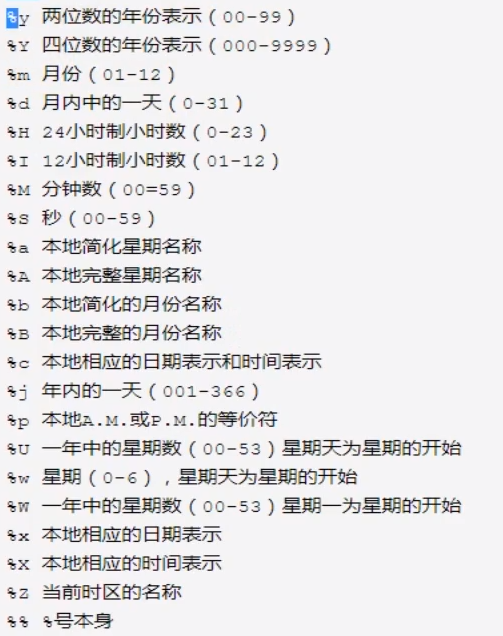 %y 两位数的年份表示（00-99）
%Y 四位数的年份表示（000-9999）
%m 月份（01-12）
%d 月内中的一天（0-31）
%H 24小时制小时数（0-23）
%I 12小时制小时数（01-12）
%M 分钟数（00=59）
%S 秒（00-59）
%a 本地简化星期名称
%A 本地完整星期名称
%b 本地简化的月份名称
%B 本地完整的月份名称
%c 本地相应的日期表示和时间表示
%j 年内的一天（001-366）
%p 本地A.M.或P.M.的等价符
%U 一年中的星期数（00-53）星期天为星期的开始
%w 星期（0-6），星期天为星期的开始
%W 一年中的星期数（00-53）星期一为星期的开始
%x 本地相应的日期表示
%X 本地相应的时间表示
%Z 当前时区的名称
%% %号本身